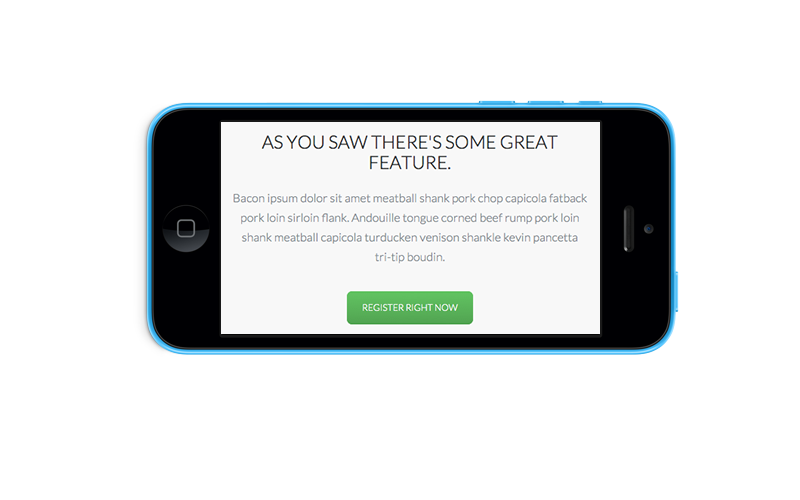 AS YOU SAW THERE'S SOME GREAT
FEATURE.
Bacon ipsum dolor sit amet meatball shank pork chop capicola fatback
pork loin sirloin flank. Andouille tongue corned beef rump pork loin
shank meatball capicola turducken venison shankle kevin pancetta
tri-tip boudin.
REGISTER RIGHT NOW